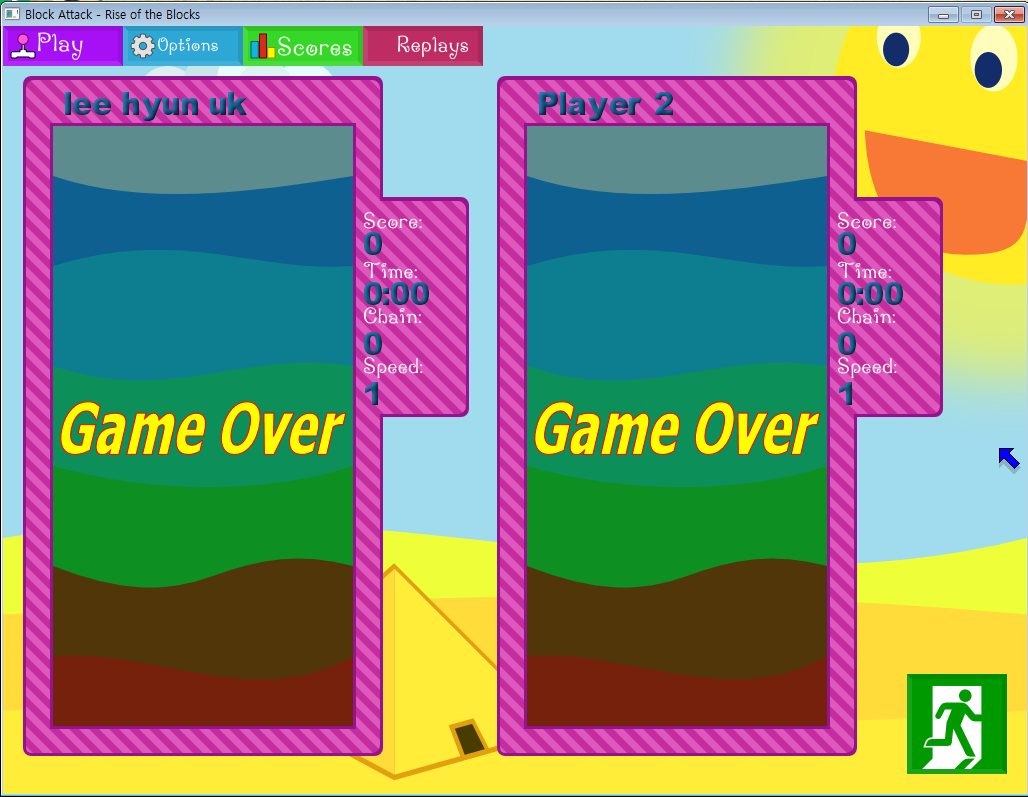 Block Attack - Rise of the Blocks
Play Options Scores Replays
lee hyun uk
Score:
0
Time:
0:00
Chain:
0
Speed:
1
Game Over
Player 2
Score:
0
Time:
0:00
Chain:
0
Speed:
1
Game Over